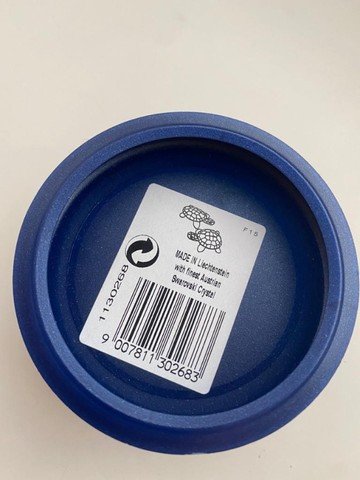 F15
MADE IN Liechtenstein
with finest Austrian
Swarovski Crystal
1130268
9 007811 302683